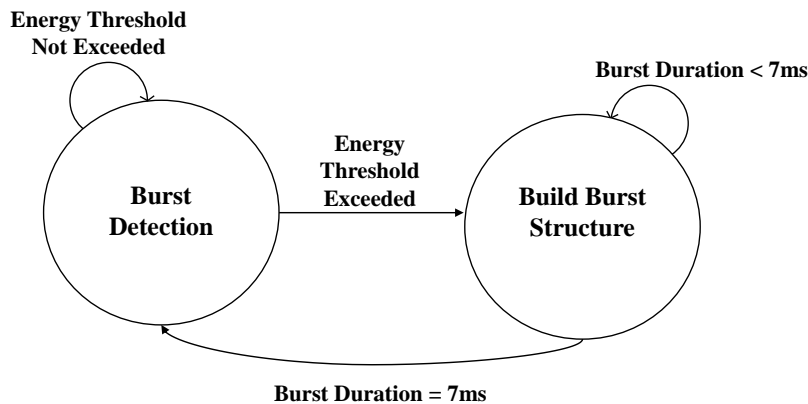 Energy Threshold
Not Exceeded
Burst Duration < 7ms
Energy
Threshold
Exceeded
Burst
Detection
Build Burst
Structure
Burst Duration = 7ms